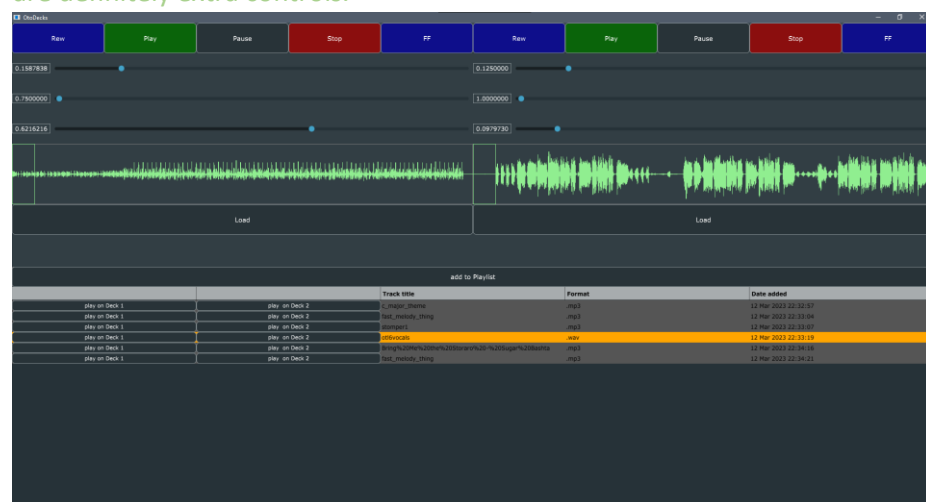 are definitely extra controls.
OtoDecks
Rew Play Pause Stop FF Rew Play Pause Stop FF
0.1587838 0.1250000
0.7500000 1.0000000
0.6216216 0.0979730
Load Load
add to Playlist
Track title Format Date added
play on Deck 1 play on Deck 2 c_major_theme .mp3 12 Mar 2023 22:32:57
play on Deck 1 play on Deck 2 fast_melody_thing .mp3 12 Mar 2023 22:33:04
play on Deck 1 play on Deck 2 stomper1 .mp3 12 Mar 2023 22:33:07
play on Deck 1 play on Deck 2 .wav 12 Mar 2023 22:33:19
play on Deck 1 play on Deck 2 .mp3 12 Mar 2023 22:34:16
play on Deck 1 play on Deck 2 fast_melody_thing .mp3 12 Mar 2023 22:34:21